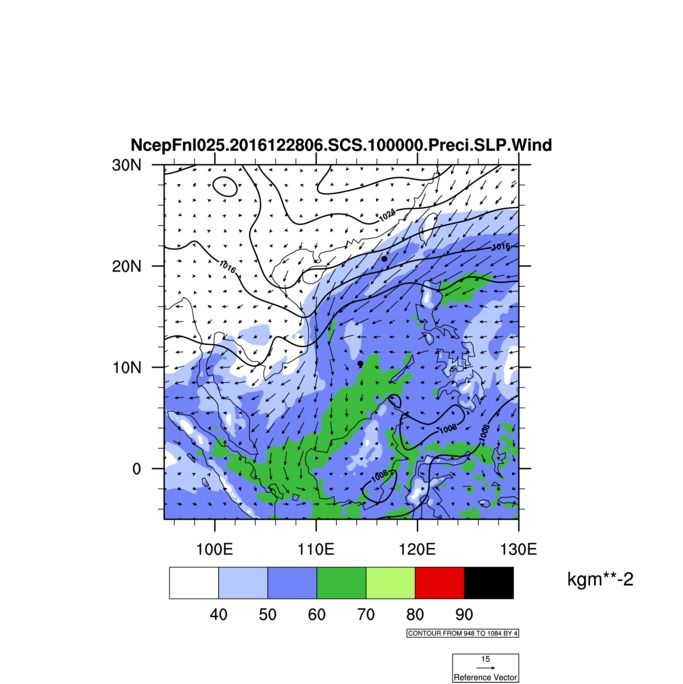 NcepFnl025.2016122806.SCS.100000.Preci.SLP.Wind
30N
1024
1016
1016
20N
10N
1008
1008
1008
0
100E 110E 120E 130E
kgm**-2
40 50 60 70 80 90
CONTOUR FROM 948 TO 1084 BY 4
15
Reference Vector